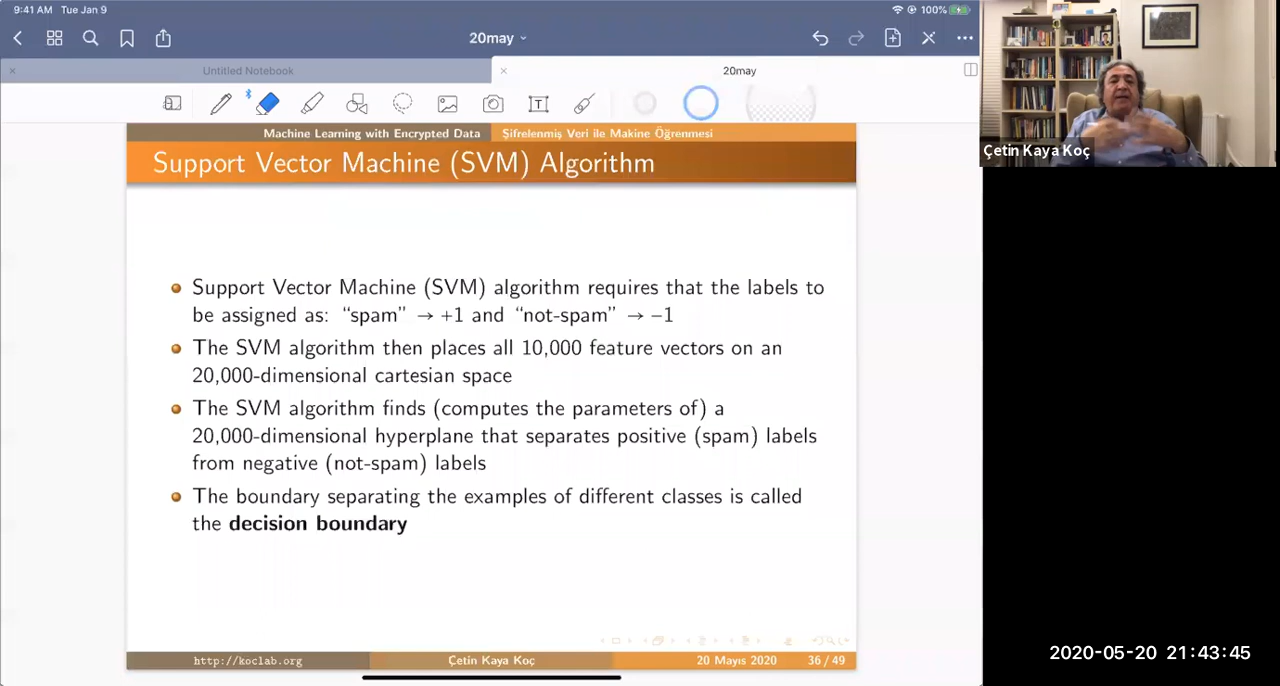 9:41 AM Tue Jan 9
100%
20may
Untitled Notebook
20may
T
Machine Learning with Encrypted Data
Şifrelenmiş Veri ile Makine Öğrenmesi
Support Vector Machine (SVM) Algorithm
Support Vector Machine (SVM) algorithm requires that the labels to
be assigned as: “spam” → +1 and “not-spam” → −1
The SVM algorithm then places all 10,000 feature vectors on an
20,000-dimensional cartesian space
The SVM algorithm finds (computes the parameters of) a
20,000-dimensional hyperplane that separates positive (spam) labels
from negative (not-spam) labels
The boundary separating the examples of different classes is called
the decision boundary
http://koclab.org
Çetin Kaya Koç
20 Mayıs 2020
36 / 49
Çetin Kaya Koç
2020-05-20 21:43:45